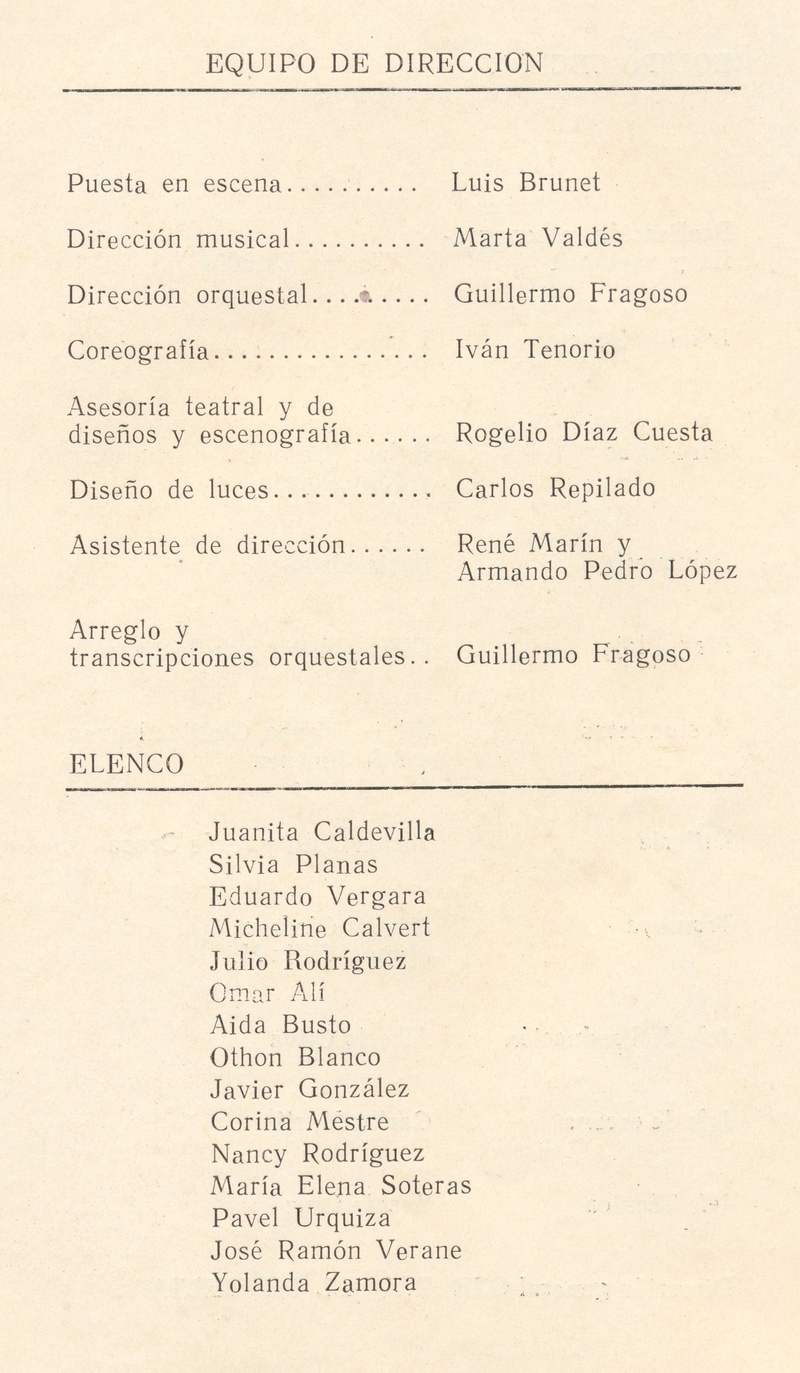 EQUIPO DE DIRECCION
Puesta en escena.......... Luis Brunet
Dirección musical.......... Marta Valdés
Dirección orquestal......... Guillermo Fragoso
Coreografía................ Iván Tenorio
Asesoría teatral y de
diseños y escenografía...... Rogelio Díaz Cuesta
Diseño de luces............ Carlos Repilado
Asistente de dirección...... René Marín y
Armando Pedro López
Arreglo y
transcripciones orquestales.. Guillermo Fragoso
ELENCO
Juanita Caldevilla
Silvia Planas
Eduardo Vergara
Micheline Calvert
Julio Rodríguez
Omar Alí
Aida Busto
Othon Blanco
Javier González
Corina Mestre
Nancy Rodríguez
María Elena Soteras
Pavel Urquiza
José Ramón Verane
Yolanda Zamora